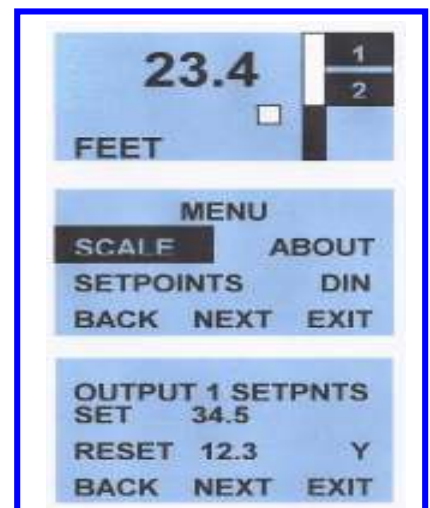 23.4
1
2
FEET
MENU
SCALE ABOUT
SETPOINTS DIN
BACK NEXT EXIT
OUTPUT 1 SETPNTS
SET 34.5
RESET 12.3 Y
BACK NEXT EXIT